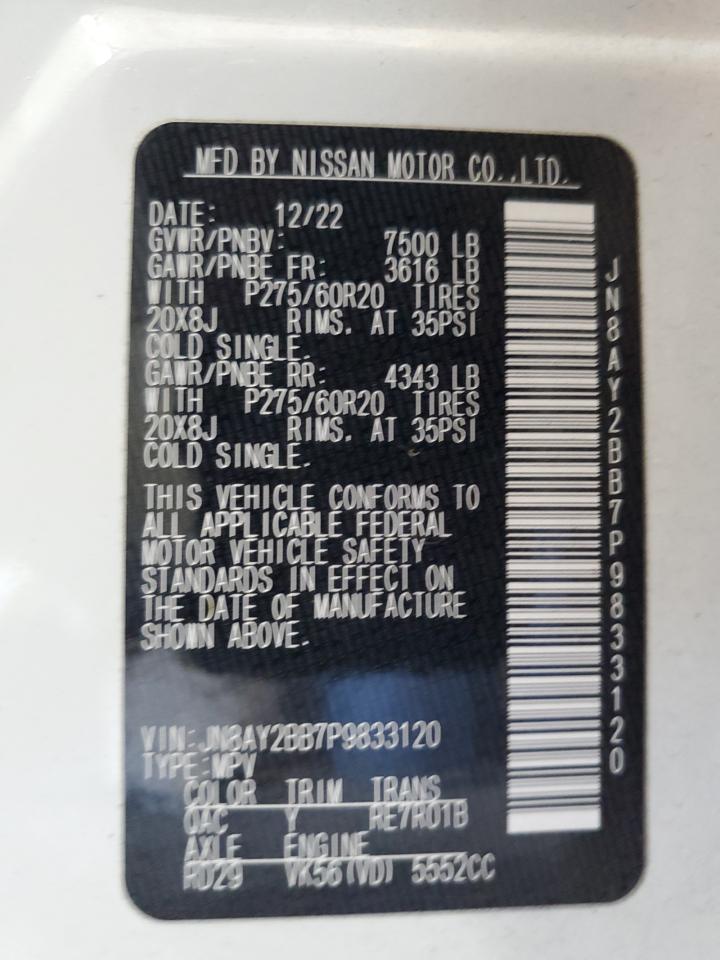 MFD BY NISSAN MOTOR CO.,LTD.
DATE: 12/22
GVWR/PNBV: 7500 LB
GAWR/PNBE FR: 3616 LB
WITH P275/60R20 TIRES
20X8J RIMS. AT 35PSI
COLD SINGLE.
GAWR/PNBE RR: 4343 LB
WITH P275/60R20 TIRES
20X8J RIMS. AT 35PSI
COLD SINGLE.
THIS VEHICLE CONFORMS TO
ALL APPLICABLE FEDERAL
MOTOR VEHICLE SAFETY
STANDARDS IN EFFECT ON
THE DATE OF MANUFACTURE
SHOWN ABOVE.
VIN:JN8AY2BB7P9833120
TYPE:MPV
COLOR TRIM TRANS
QAC Y RE7R01B
AXLE ENGINE
RD29 VK56(VD) 5552CC
JN8AY2BB7P9833120